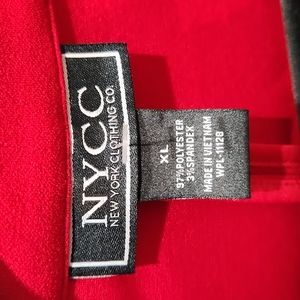 NYCC
NEW YORK CLOTHING CO.
XL
97%POLYESTER
3%SPANDEX
MADE IN VIETNAM
WPL-11128